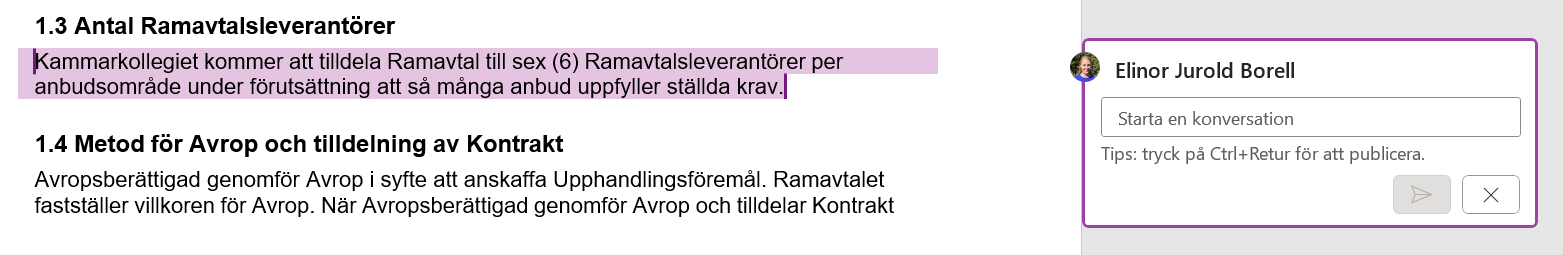 1.3 Antal Ramavtalsleverantörer
Kammarkollegiet kommer att tilldela Ramavtal till sex (6) Ramavtalsleverantörer per
anbudsområde under förutsättning att så många anbud uppfyller ställda krav.
1.4 Metod för Avrop och tilldelning av Kontrakt
Avropsberättigad genomför Avrop i syfte att anskaffa Upphandlingsföremål. Ramavtalet
fastställer villkoren för Avrop. När Avropsberättigad genomför Avrop och tilldelar Kontrakt
Elinor Jurold Borell
Starta en konversation
Tips: tryck på Ctrl+Retur för att publicera.